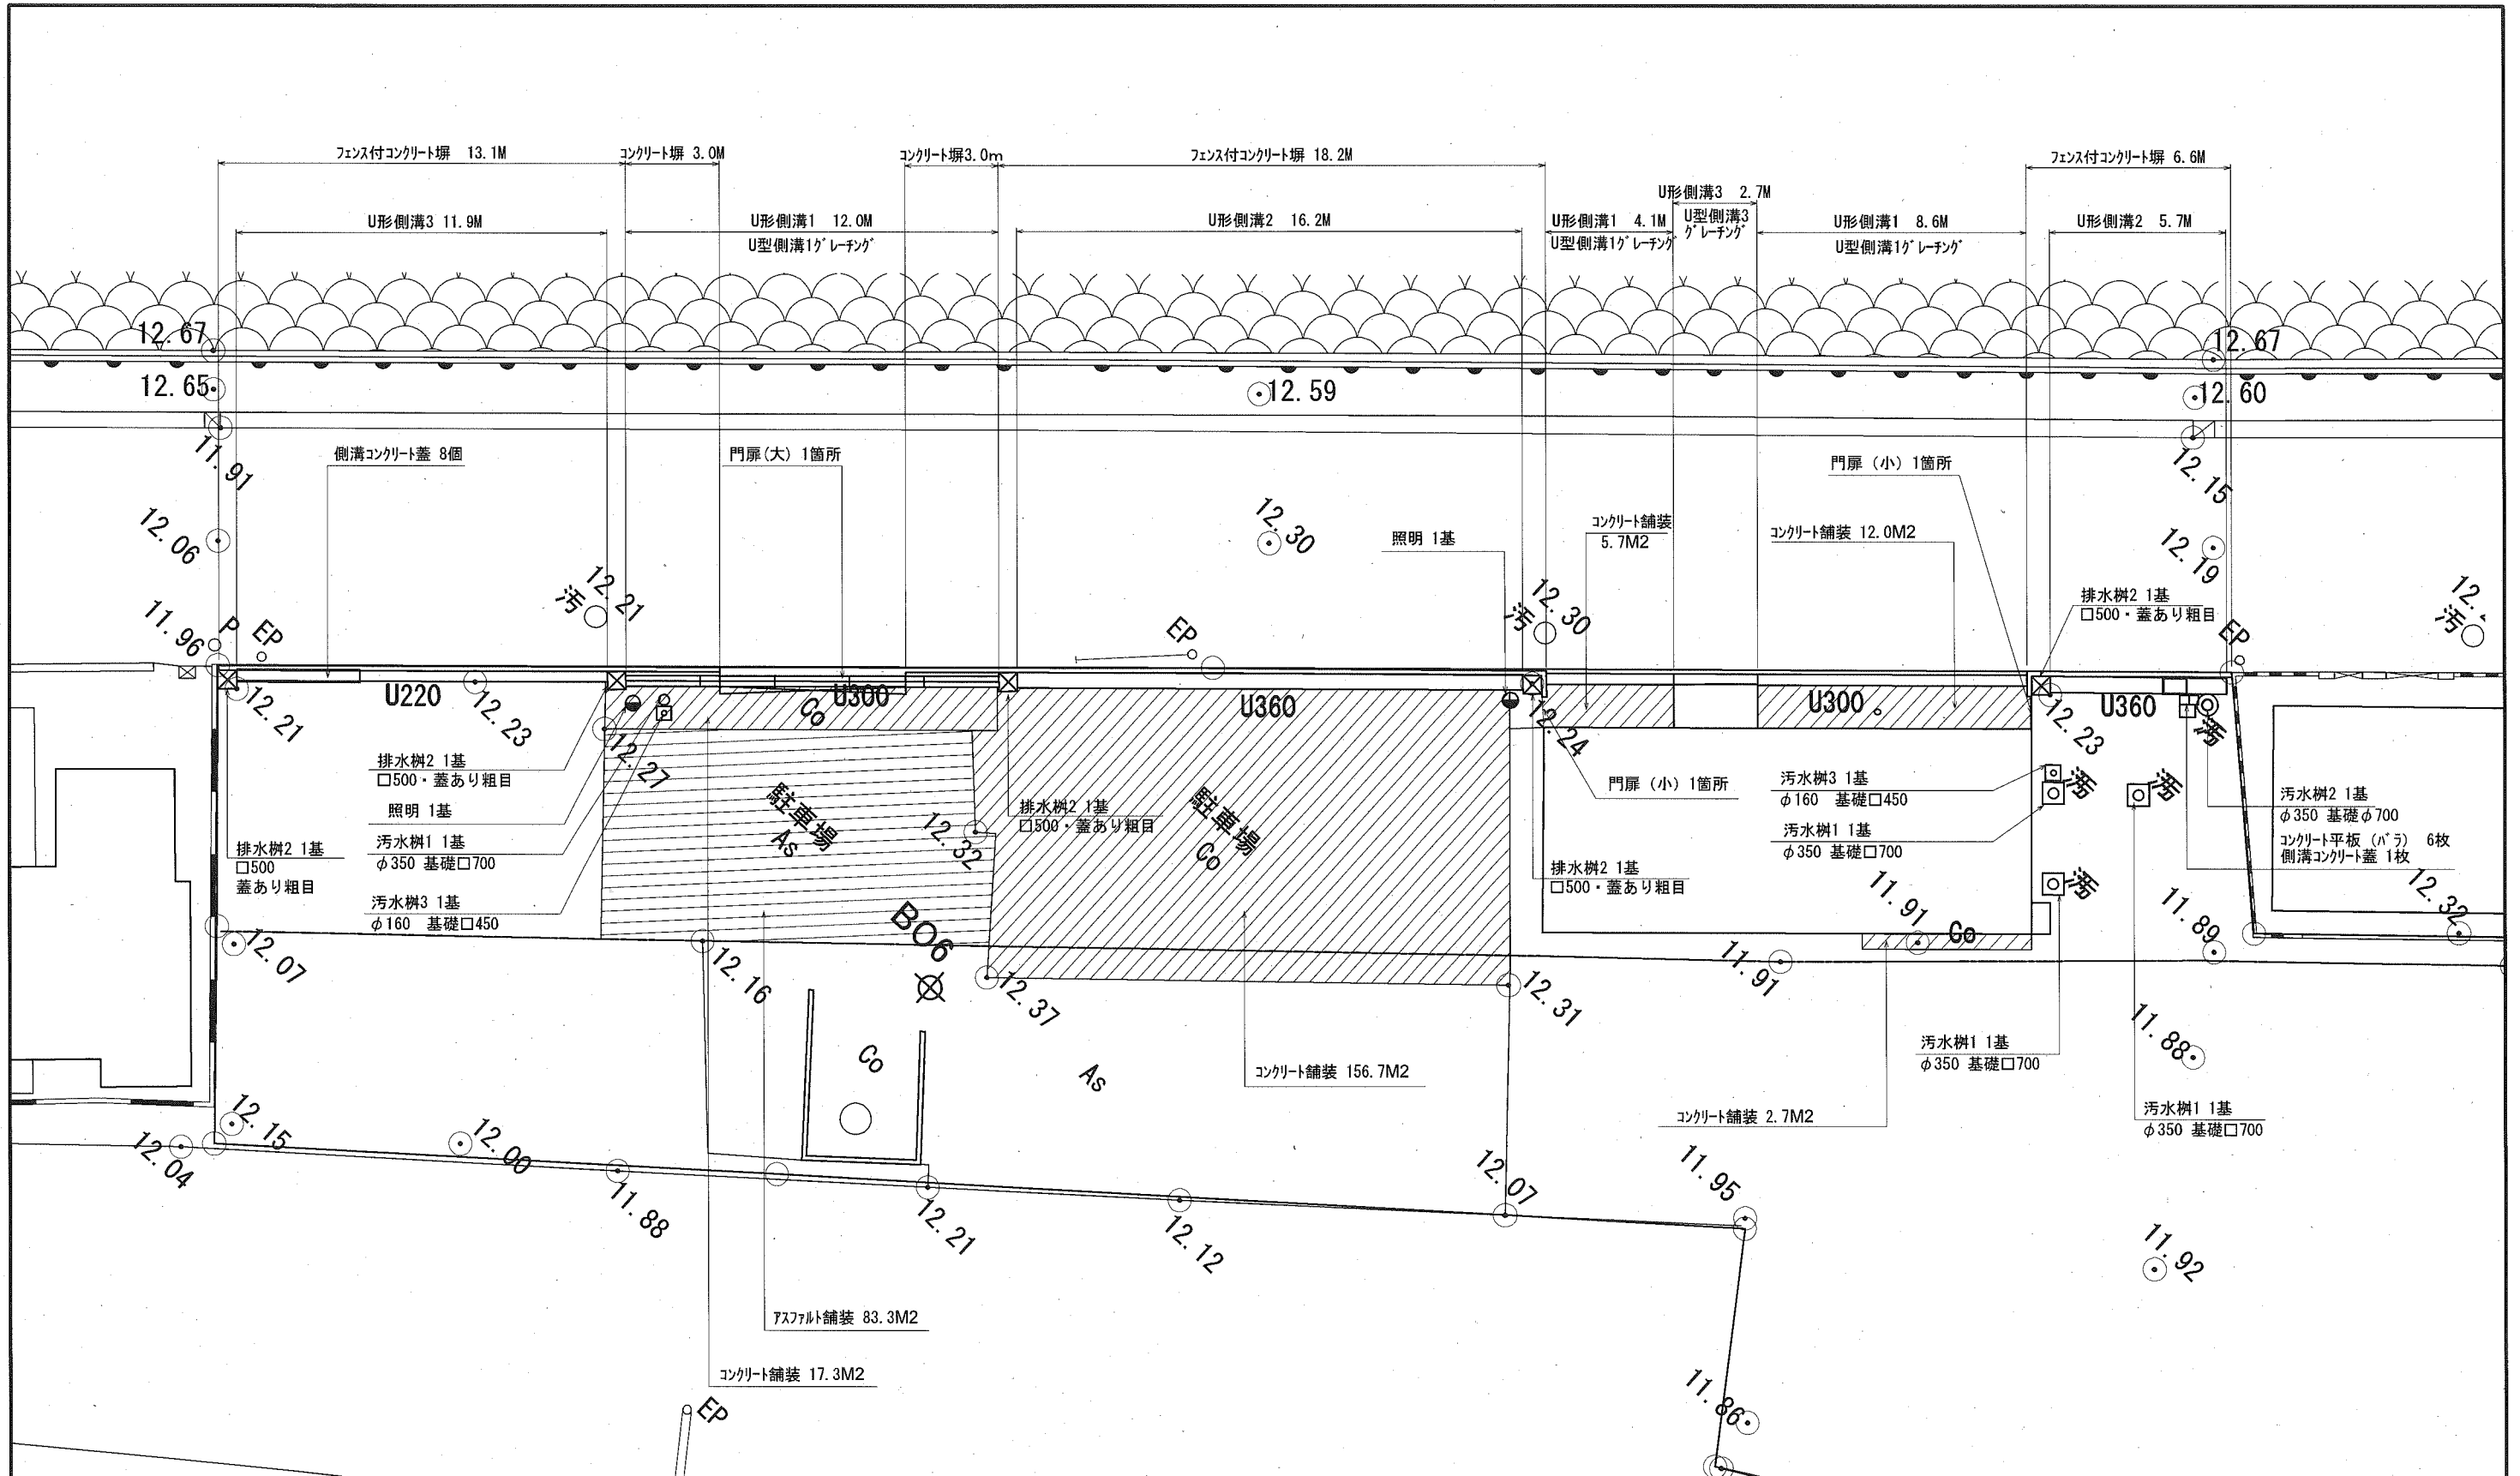 フェンス付コンクリート塀 13.1M
コンクリート塀 3.0M
コンクリート塀3.0m
フェンス付コンクリート塀 18.2M
フェンス付コンクリート塀 6.6M
U形側溝3 2.7M
U形側溝3 11.9M
U形側溝1 12.0M
U型側溝1グレーチング
U形側溝2 16.2M
U形側溝1 4.1M
U型側溝1グレーチング
U型側溝3
グレーチング
U形側溝1 8.6M
U型側溝1グレーチング
U形側溝2 5.7M
12.67
12.67
12.65
12.59
12.60
11.91
側溝コンクリート蓋 8個
門扉(大) 1箇所
門扉（小）1箇所
12.15
12.06
12.30
照明 1基
コンクリート舗装
5.7M2
コンクリート舗装 12.0M2
12.19
汚
12.21
汚
12.30
排水桝2 1基
□500・蓋あり粗目
汚
11.96
P
EP
EP
EP
U220
12.21
12.23
Co
U300
U360
12.24
U300
12.23
U360
汚
12.27
排水桝2 1基
□500・蓋あり粗目
照明 1基
汚水桝1 1基
φ350 基礎□700
汚水桝3 1基
φ160 基礎□450
排水桝2 1基
□500
蓋あり粗目
駐車場
As
12.32
排水桝2 1基
□500・蓋あり粗目
駐車場
Co
門扉（小）1箇所
排水桝2 1基
□500・蓋あり粗目
汚水桝3 1基
φ160 基礎□450
汚水桝1 1基
φ350 基礎□700
汚
汚
汚
汚水桝2 1基
φ350 基礎φ700
コンクリート平板（バラ） 6枚
側溝コンクリート蓋 1枚
12.07
12.16
BO6
12.37
12.31
11.91
11.91
Co
11.89
12.32
11.88
Co
As
コンクリート舗装 156.7M2
汚水桝1 1基
φ350 基礎□700
コンクリート舗装 2.7M2
汚水桝1 1基
φ350 基礎□700
12.15
12.04
12.00
11.88
12.21
12.12
12.07
11.95
11.92
アスファルト舗装 83.3M2
コンクリート舗装 17.3M2
EP
11.86